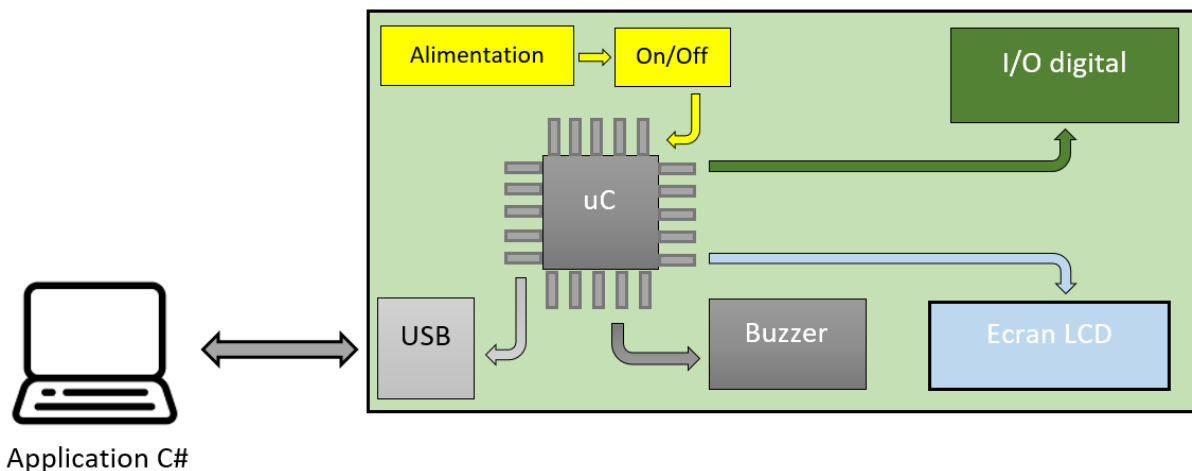 Alimentation
On/Off
I/O digital
uC
USB
Buzzer
Ecran LCD
Application C#